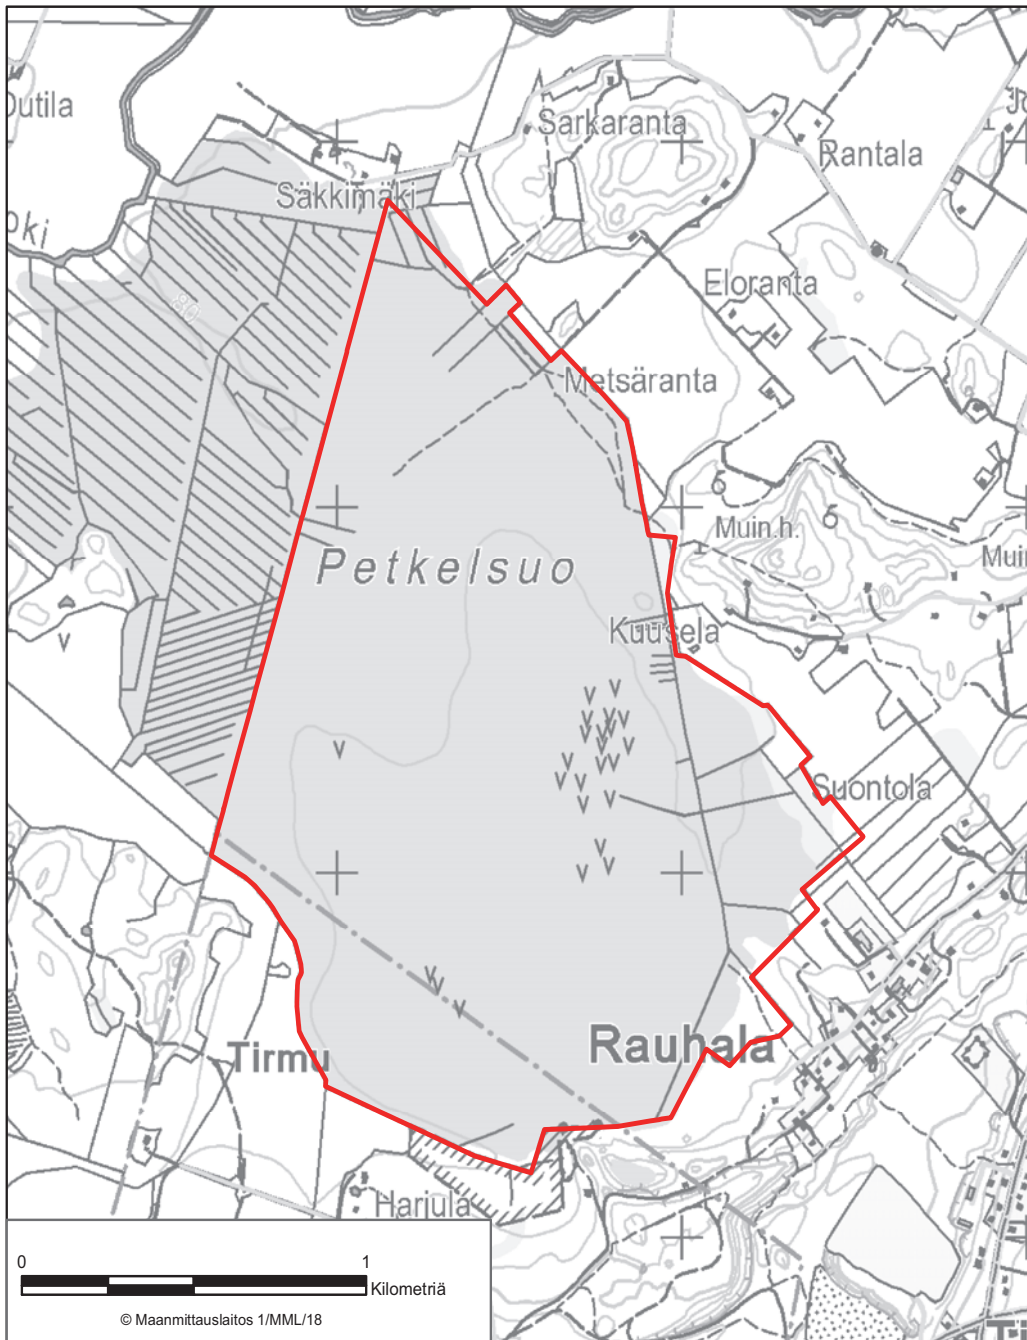 Outila
Sarkaranta
Rantala
Säkkimäki
oki
Eloranta
80
Metsäranta
Muin.h.
Muin
Petkelsuo
Kuusela
Suontola
Rauhala
Tirmu
Harjula
0 1
Kilometriä
© Maanmittauslaitos 1/MML/18